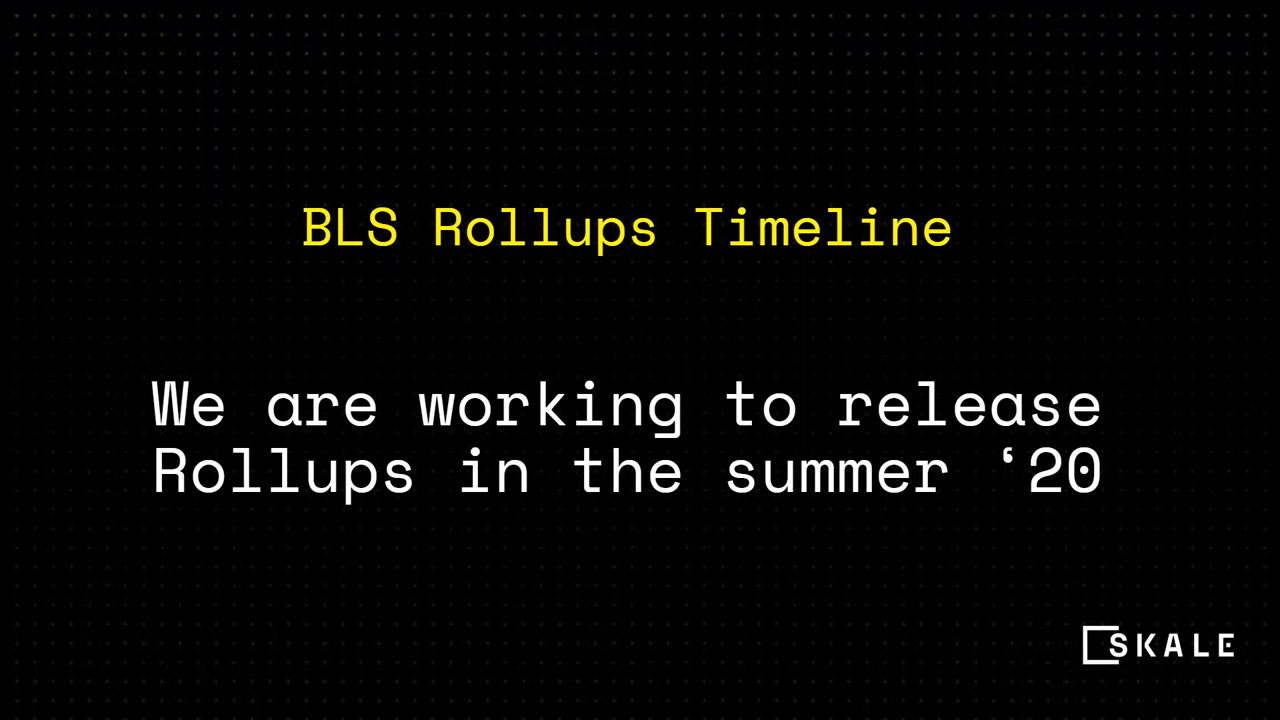 BLS Rollups Timeline
We are working to release
Rollups in the summer ‘20
SKALE